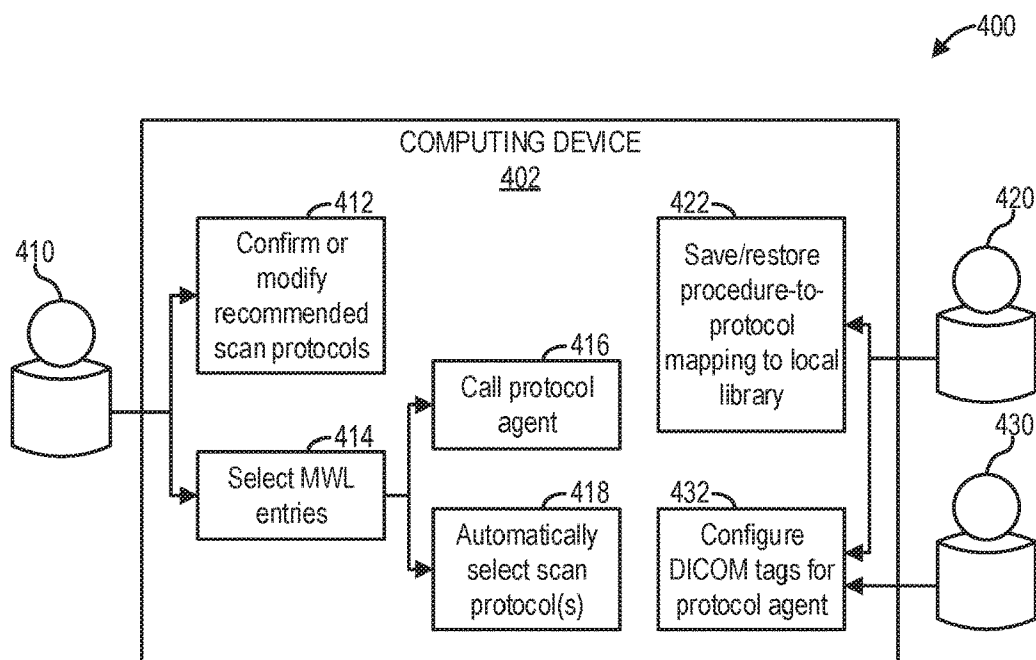 400
COMPUTING DEVICE
402
410
412
Confirm or
modify
recommended
scan protocols
414
Select MWL
entries
416
Call protocol
agent
418
Automatically
select scan
protocol(s)
422
Save/restore
procedure-to-
protocol
mapping to local
library
432
Configure
DICOM tags for
protocol agent
420
430